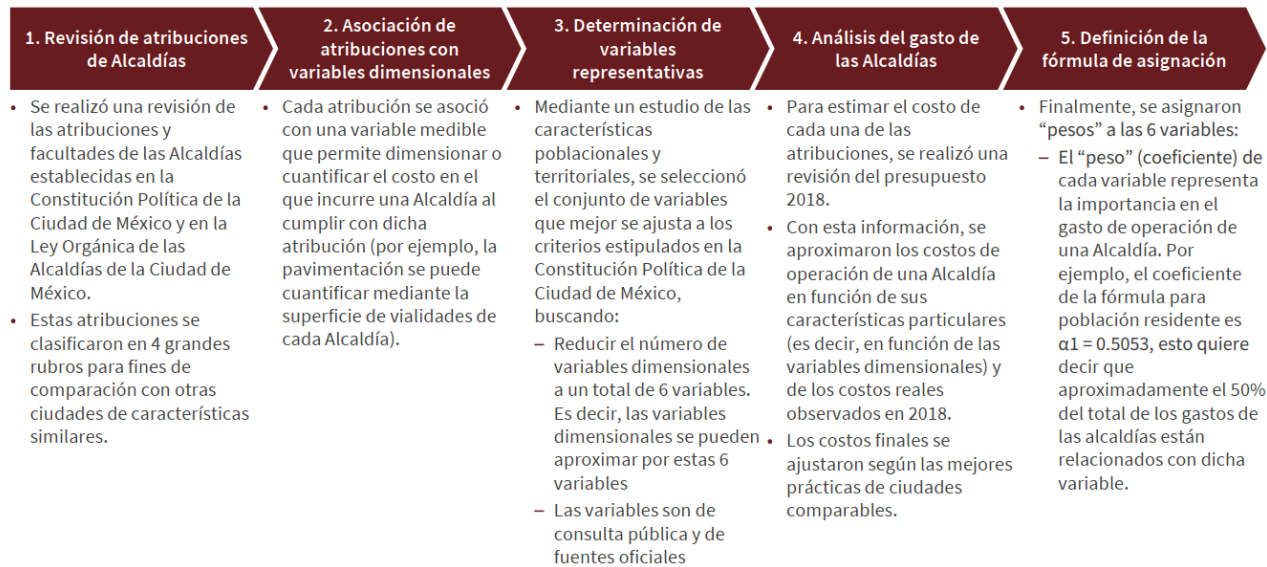 1. Revisión de atribuciones
de Alcaldías
• Se realizó una revisión de
las atribuciones y
facultades de las Alcaldías
establecidas en la
Constitución Política de la
Ciudad de México y en la
Ley Orgánica de las
Alcaldías de la Ciudad de
México.
• Estas atribuciones se
clasificaron en 4 grandes
rubros para fines de
comparación con otras
ciudades de características
similares.
2. Asociación de
atribuciones con
variables dimensionales
• Cada atribución se asoció
con una variable medible
que permite dimensionar o
cuantificar el costo en el
que incurre una Alcaldía al
cumplir con dicha
atribución (por ejemplo, la
pavimentación se puede
cuantificar mediante la
superficie de vialidades de
cada Alcaldía).
3. Determinación de
variables
representativas
• Mediante un estudio de las
características
poblacionales y
territoriales, se seleccionó
el conjunto de variables
que mejor se ajusta a los
criterios estipulados en la
Constitución Política de la
Ciudad de México,
buscando:
– Reducir el número de
variables dimensionales
a un total de 6 variables.
Es decir, las variables
dimensionales se pueden
aproximar por estas 6
variables
– Las variables son de
consulta pública y de
fuentes oficiales
4. Análisis del gasto de
las Alcaldías
• Para estimar el costo de
cada una de las
atribuciones, se realizó una
revisión del presupuesto
2018.
• Con esta información, se
aproximaron los costos de
operación de una Alcaldía
en función de sus
características particulares
(es decir, en función de las
variables dimensionales) y
de los costos reales
observados en 2018.
• Los costos finales se
ajustaron según las mejores
prácticas de ciudades
comparables.
5. Definición de la
fórmula de asignación
• Finalmente, se asignaron
“pesos” a las 6 variables:
– El “peso” (coeficiente) de
cada variable representa
la importancia en el
gasto de operación de
una Alcaldía. Por
ejemplo, el coeficiente
de la fórmula para
población residente es
α1 = 0.5053, esto quiere
decir que
aproximadamente el 50%
del total de los gastos de
las alcaldías están
relacionados con dicha
variable.